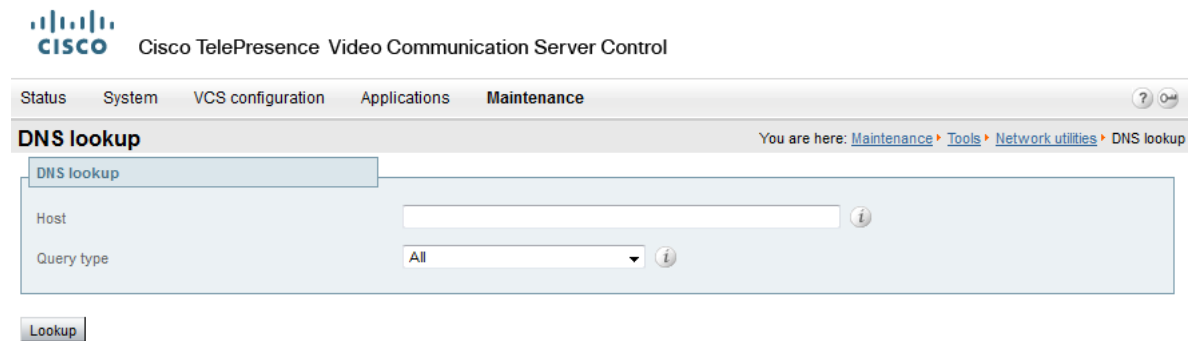 CISCO Cisco TelePresence Video Communication Server Control
Status System VCS configuration Applications Maintenance ?
DNS lookup You are here: Maintenance Tools Network utilities DNS lookup
DNS lookup
Host i
Query type All i
Lookup